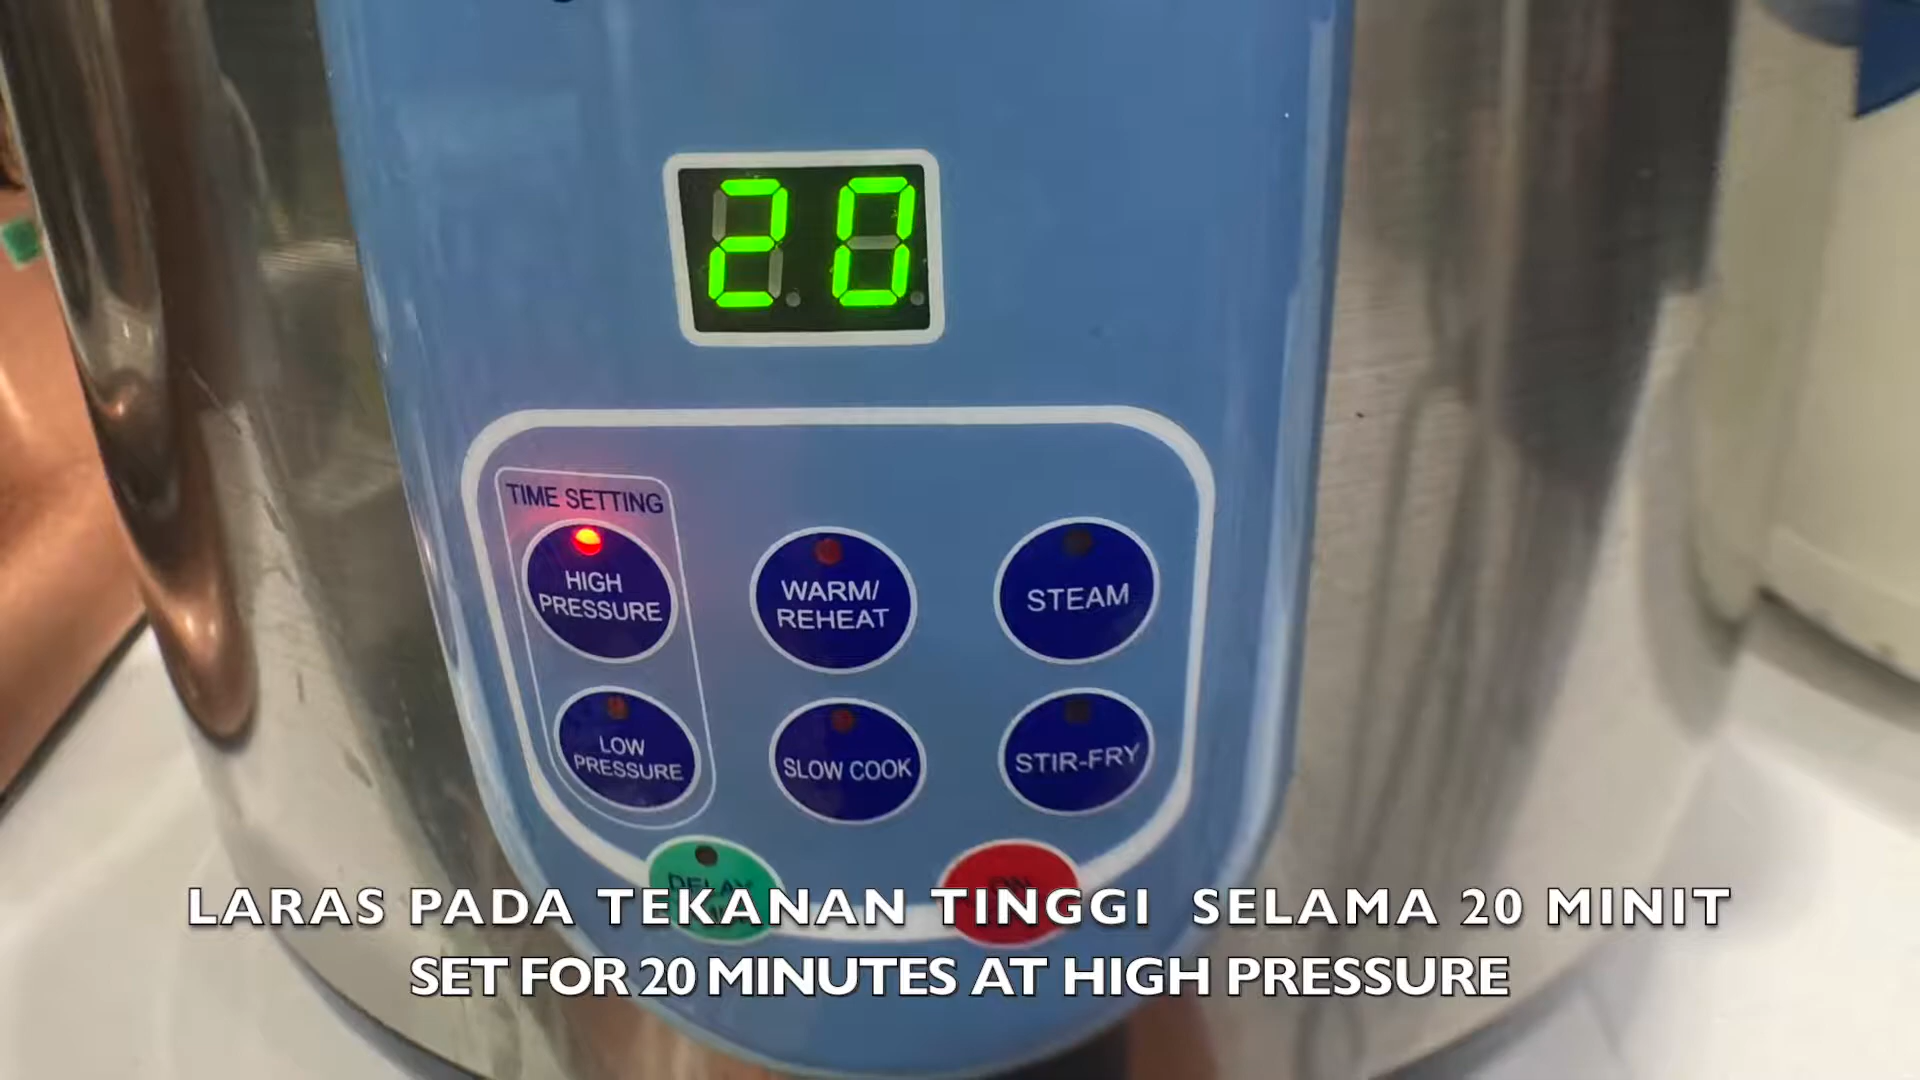 20
TIME SETTING
HIGH
PRESSURE
WARM/
REHEAT
STEAM
LOW
PRESSURE
SLOW COOK
STIR-FRY
DELAY
LARAS PADA TEKANAN TINGGI SELAMA 20 MINIT
SET FOR 20 MINUTES AT HIGH PRESSURE